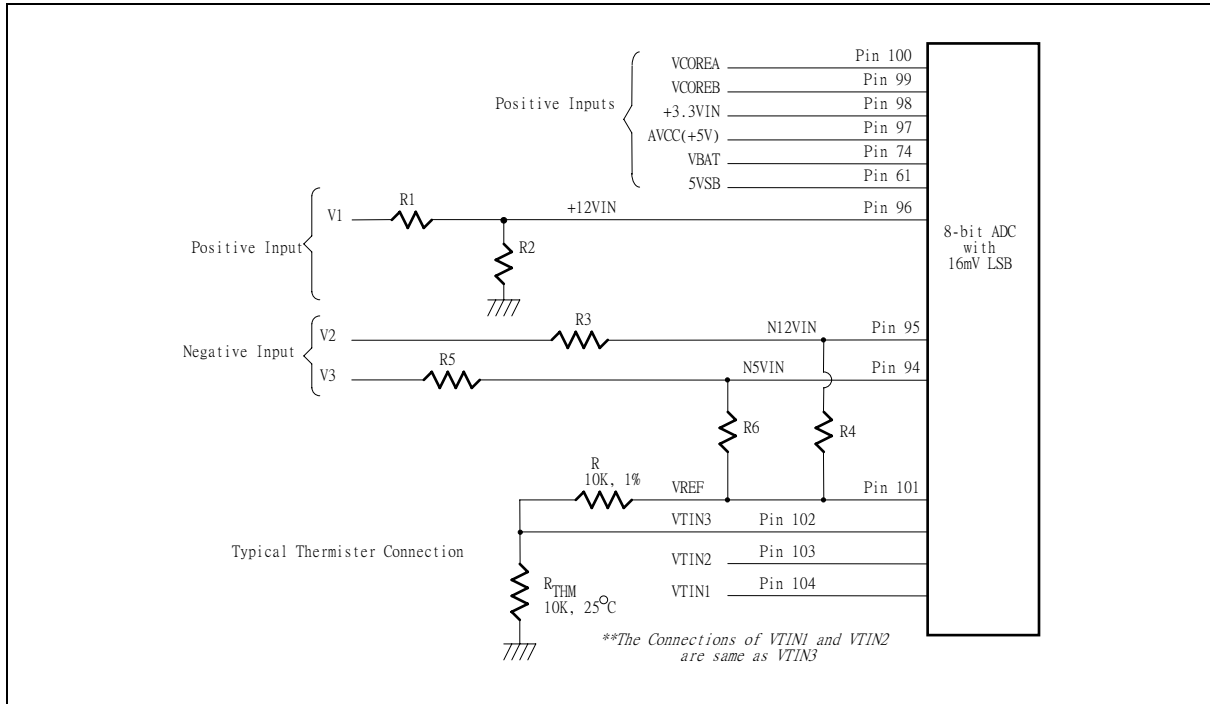 VCOREA Pin 100
VCOREB Pin 99
Positive Inputs +3.3VIN Pin 98
AVCC(+5V) Pin 97
VBAT Pin 74
5VSB Pin 61
R1
V1 +12VIN Pin 96
8-bit ADC
with
16mV LSB
Positive Input R2
R3
V2 N12VIN Pin 95
Negative Input R5
V3 N5VIN Pin 94
R6 R4
R
10K, 1% VREF Pin 101
VTIN3 Pin 102
Typical Thermister Connection
VTIN2 Pin 103
RTHM
10K, 25°C
VTIN1 Pin 104
**The Connections of VTIN1 and VTIN2
are same as VTIN3